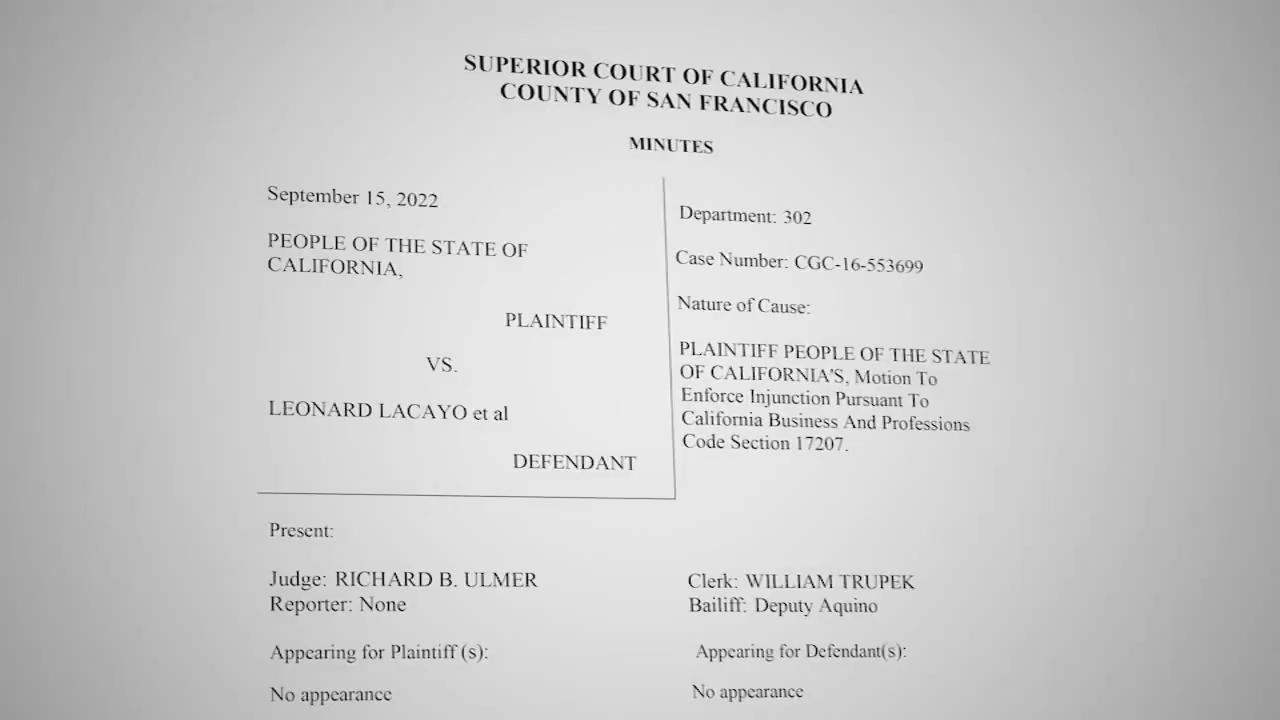 SUPERIOR COURT OF CALIFORNIA
COUNTY OF SAN FRANCISCO
MINUTES
September 15, 2022
PEOPLE OF THE STATE OF
CALIFORNIA,
PLAINTIFF
VS.
LEONARD LACAYO et al
DEFENDANT
Department: 302
Case Number: CGC-16-553699
Nature of Cause:
PLAINTIFF PEOPLE OF THE STATE
OF CALIFORNIA'S, Motion To
Enforce Injunction Pursuant To
California Business And Professions
Code Section 17207.
Present:
Judge: RICHARD B. ULMER
Reporter: None
Clerk: WILLIAM TRUPEK
Bailiff: Deputy Aquino
Appearing for Plaintiff(s):
No appearance
Appearing for Defendant(s):
No appearance